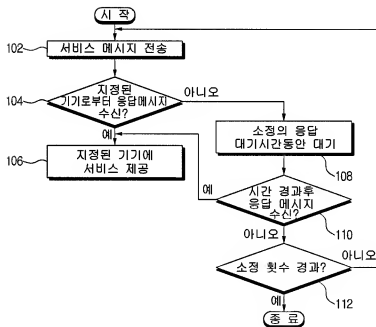 시 작
102
서비스 메시지 전송
104
지정된
기기로부터 응답메시지
수신?
아니오
예
106
지정된 기기에
서비스 제공
소정의 응답
대기시간동안 대기
108
예
시간 경과후
응답 메시지
수신?
110
아니오
소정 횟수 경과?
아니오
112
예
종 료